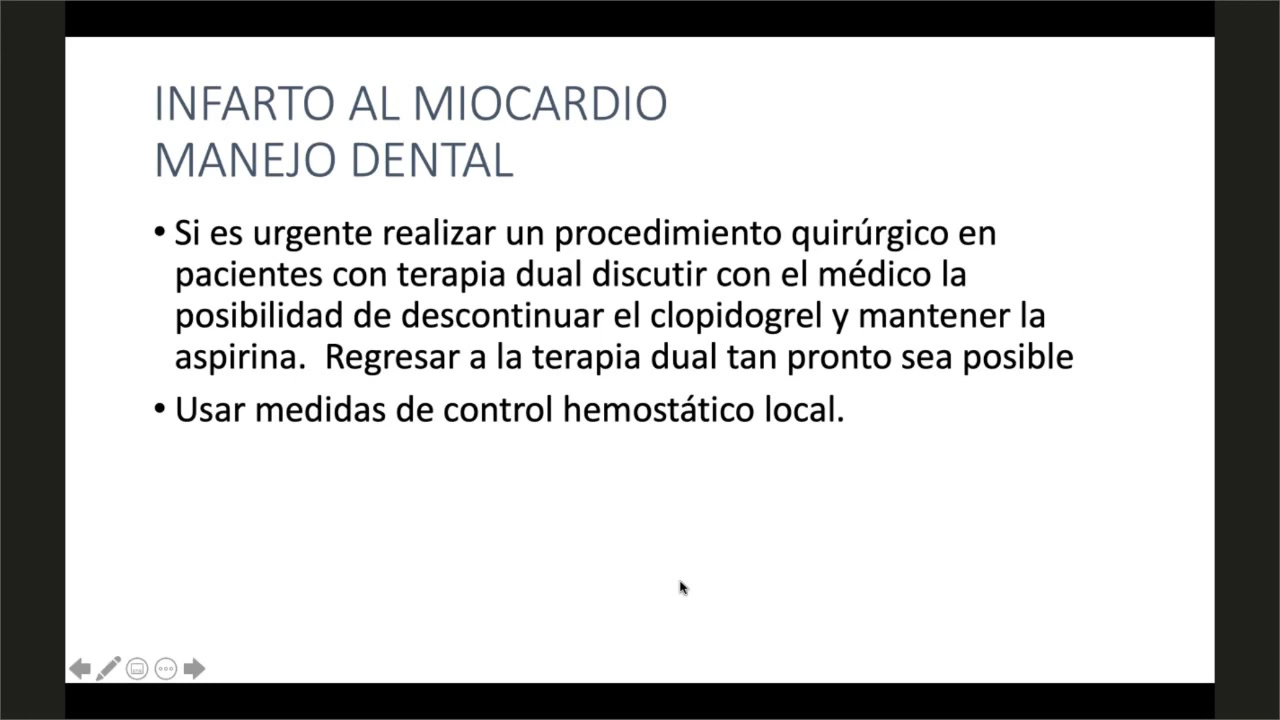 INFARTO AL MIOCARDIO
MANEJO DENTAL
• Si es urgente realizar un procedimiento quirúrgico en
pacientes con terapia dual discutir con el médico la
posibilidad de descontinuar el clopidogrel y mantener la
aspirina.  Regresar a la terapia dual tan pronto sea posible
• Usar medidas de control hemostático local.